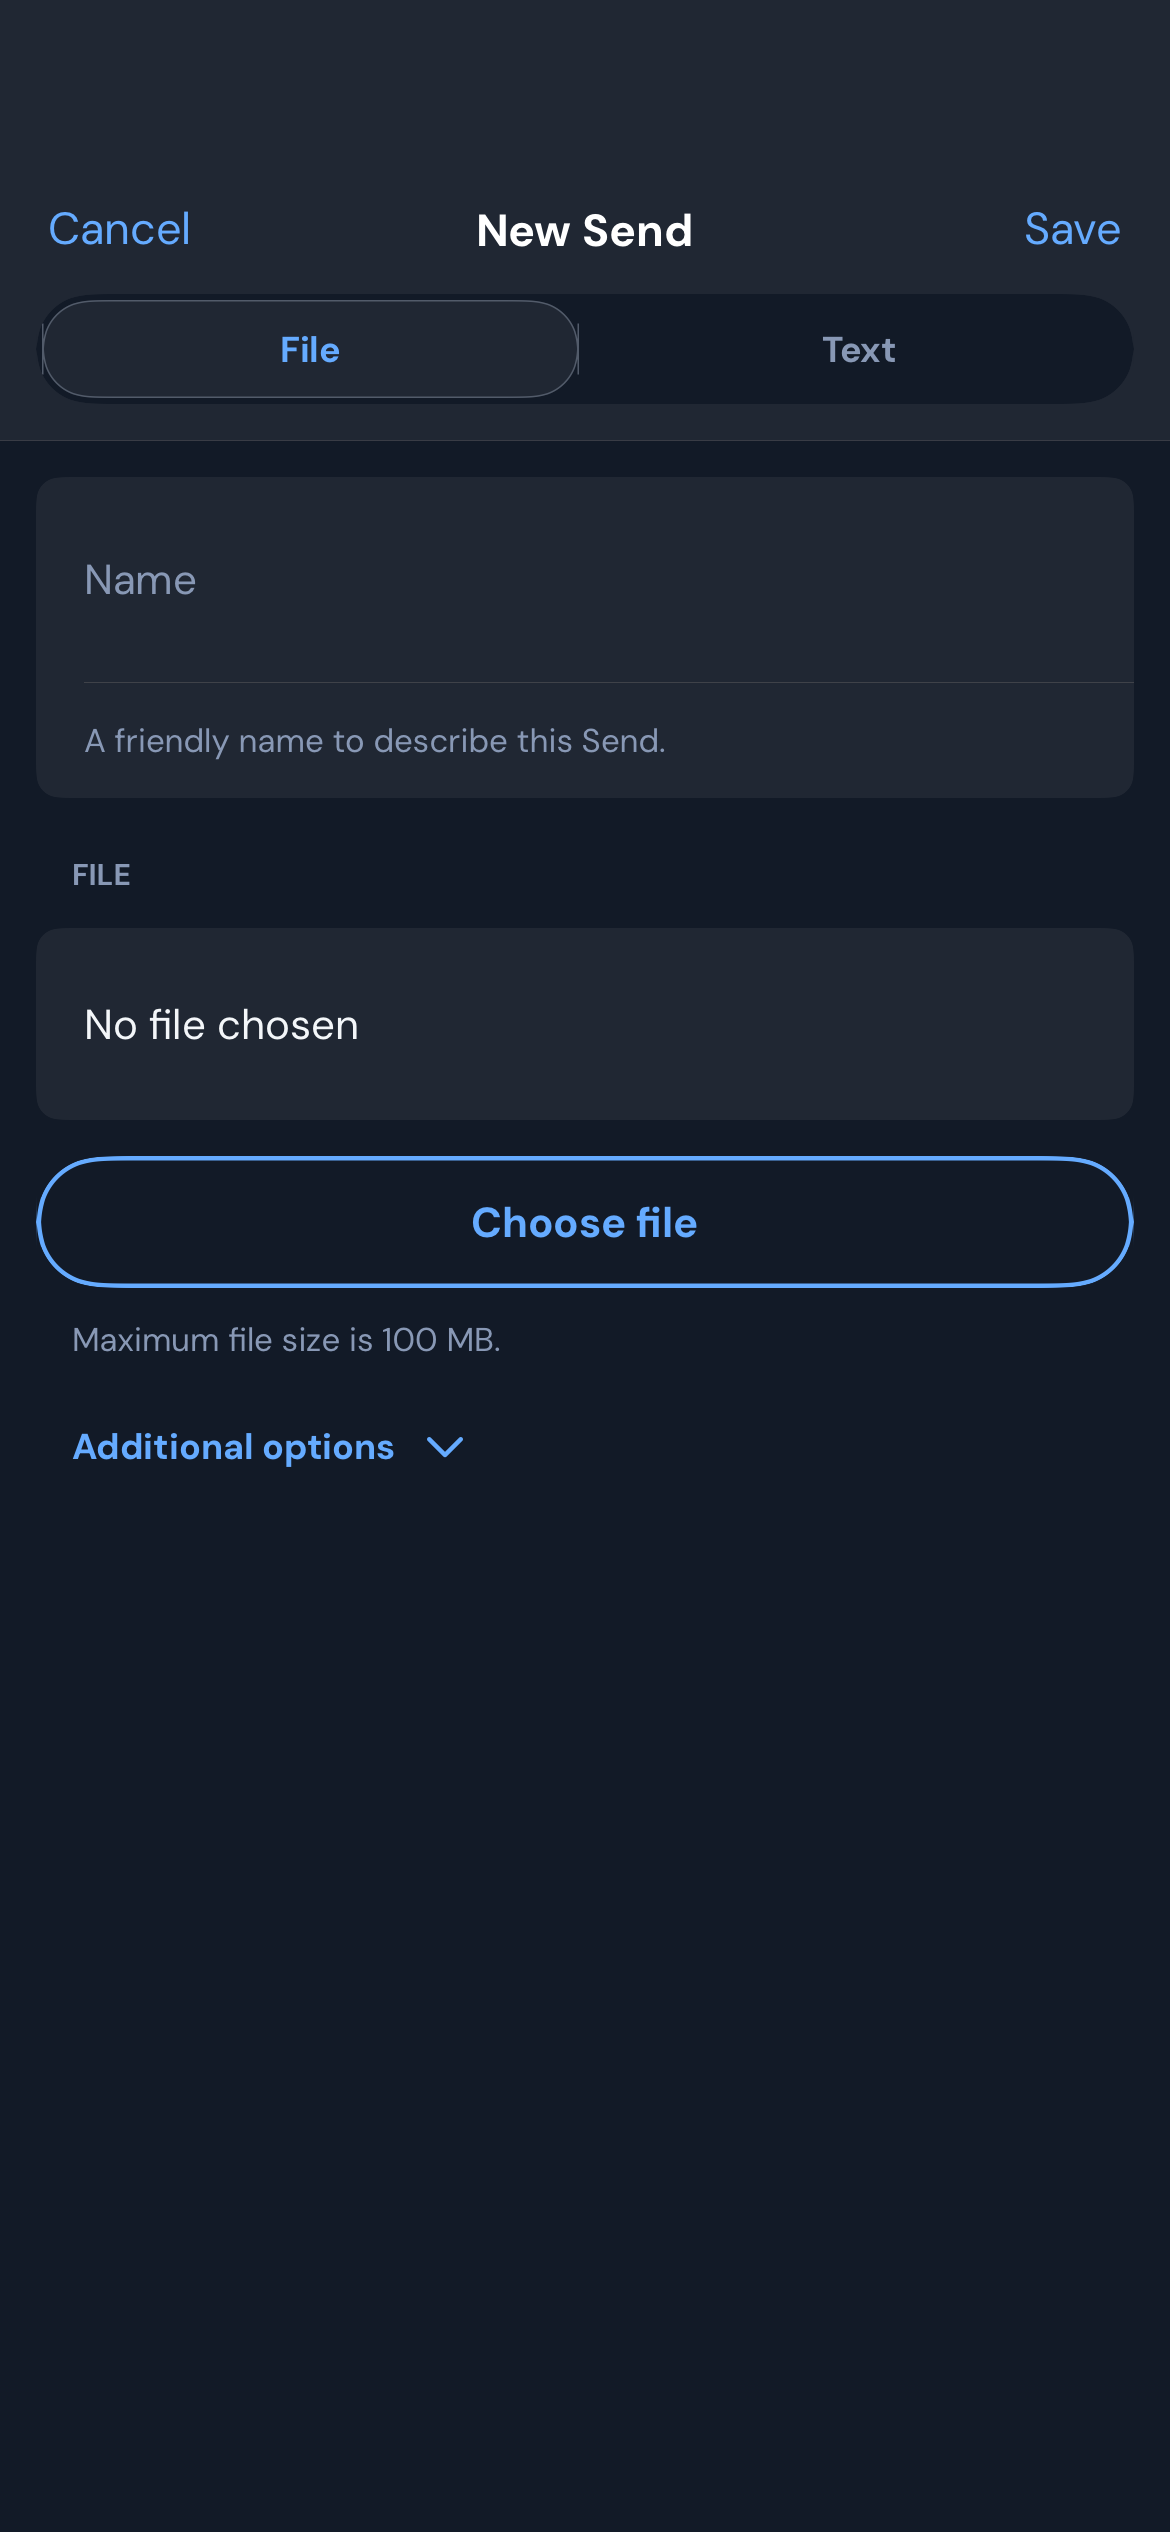 Cancel New Send Save
File Text
Name
A friendly name to describe this Send.
FILE
No file chosen
Choose file
Maximum file size is 100 MB.
Additional options